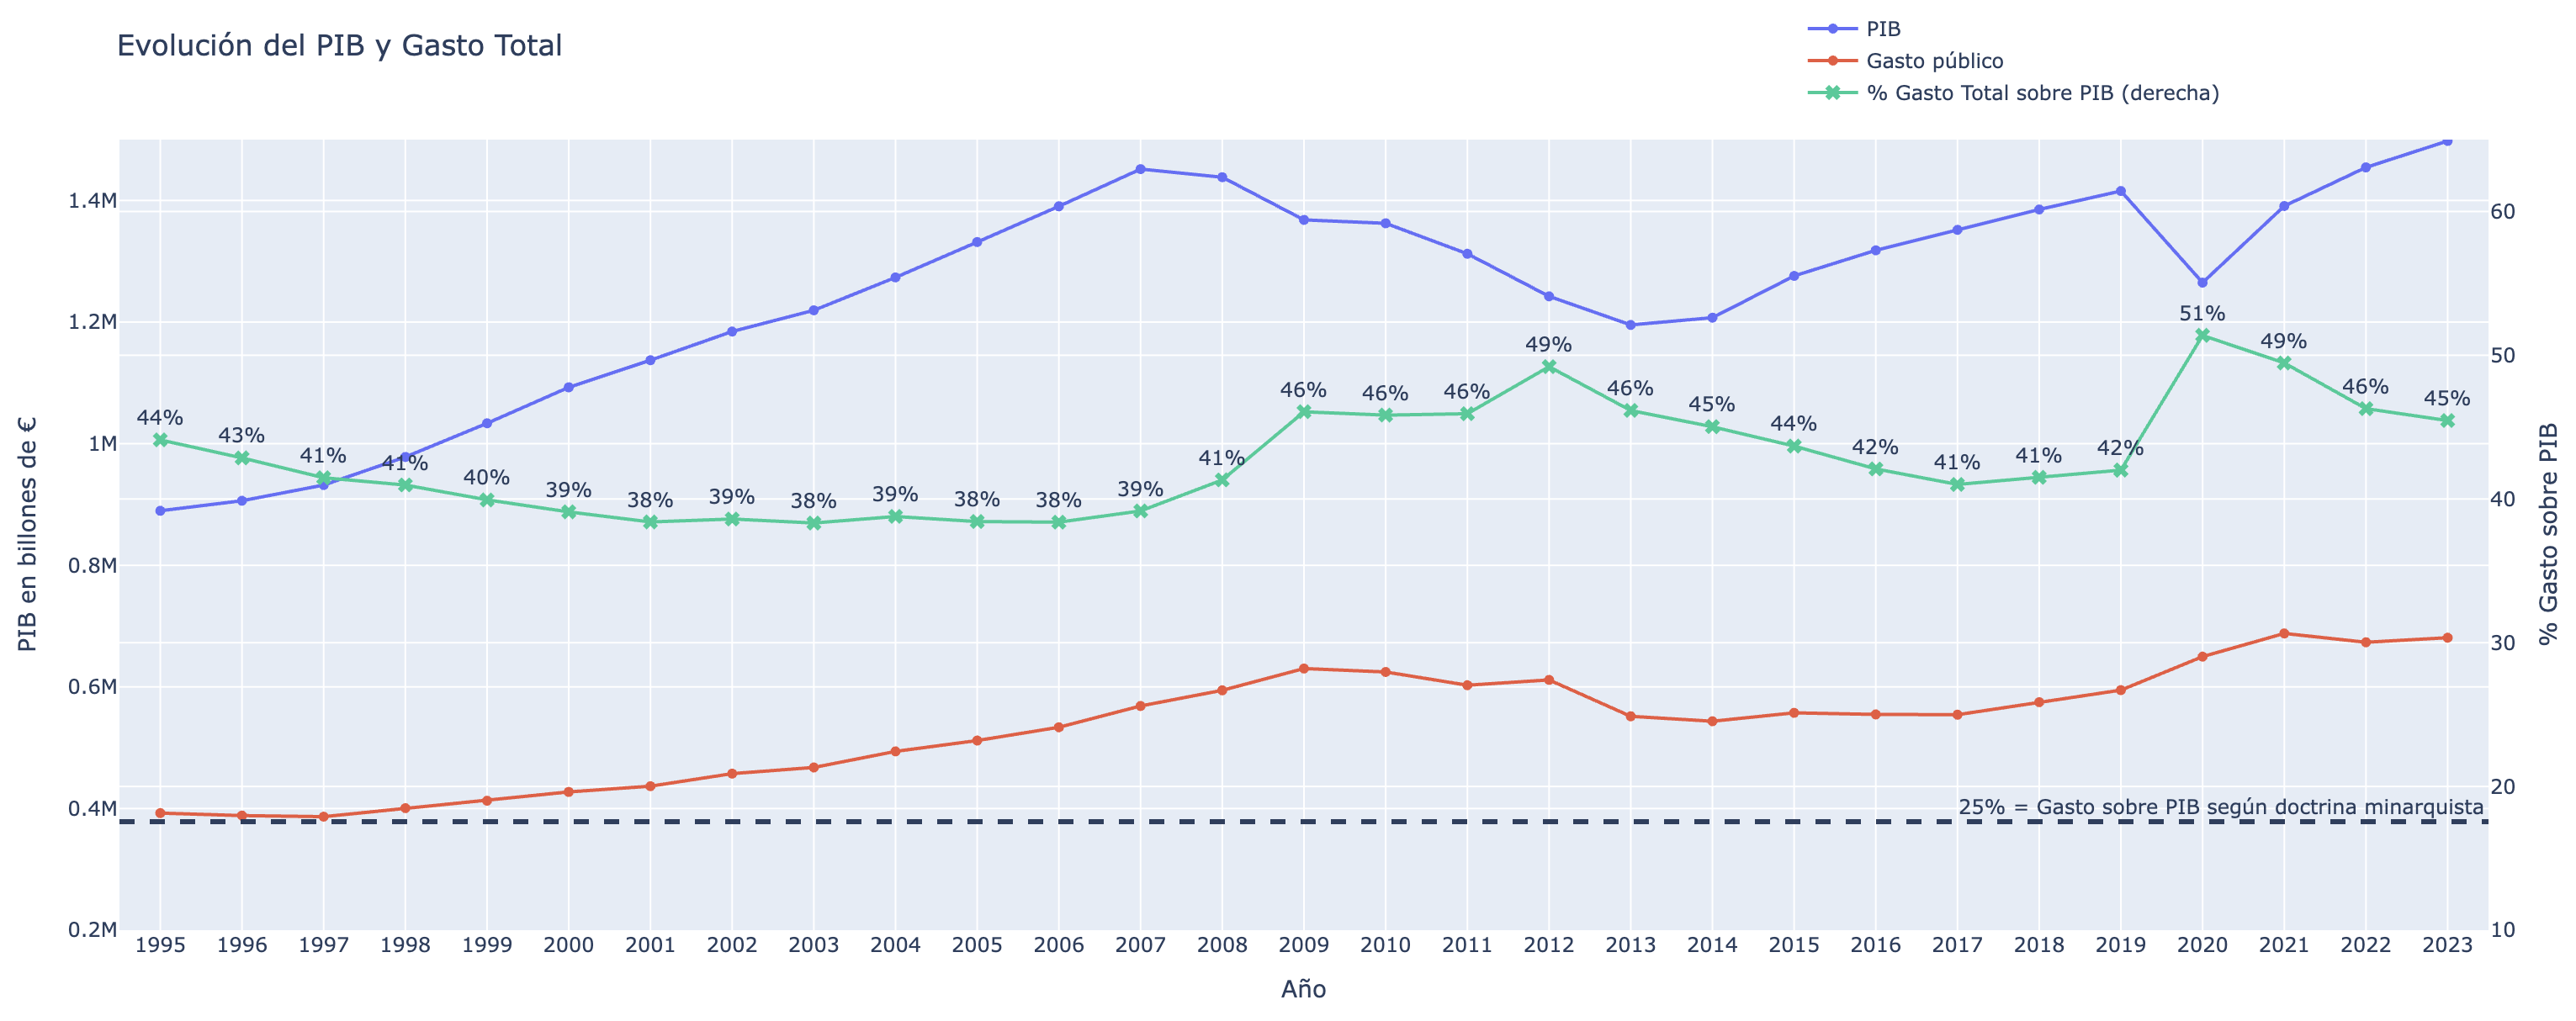 Evolución del PIB y Gasto Total
PIB
Gasto público
% Gasto Total sobre PIB (derecha)
PIB en billones de €
1.4M
1.2M
1M
0.8M
0.6M
0.4M
0.2M
44%
43%
41%
41%
40%
39%
38%
39%
38%
39%
38%
38%
39%
41%
46%
46%
46%
49%
46%
45%
44%
42%
41%
41%
42%
51%
49%
46%
45%
25% = Gasto sobre PIB según doctrina minarquista
60
50
40
30
20
10
% Gasto sobre PIB
1995 1996 1997 1998 1999 2000 2001 2002 2003 2004 2005 2006 2007 2008 2009 2010 2011 2012 2013 2014 2015 2016 2017 2018 2019 2020 2021 2022 2023
Año